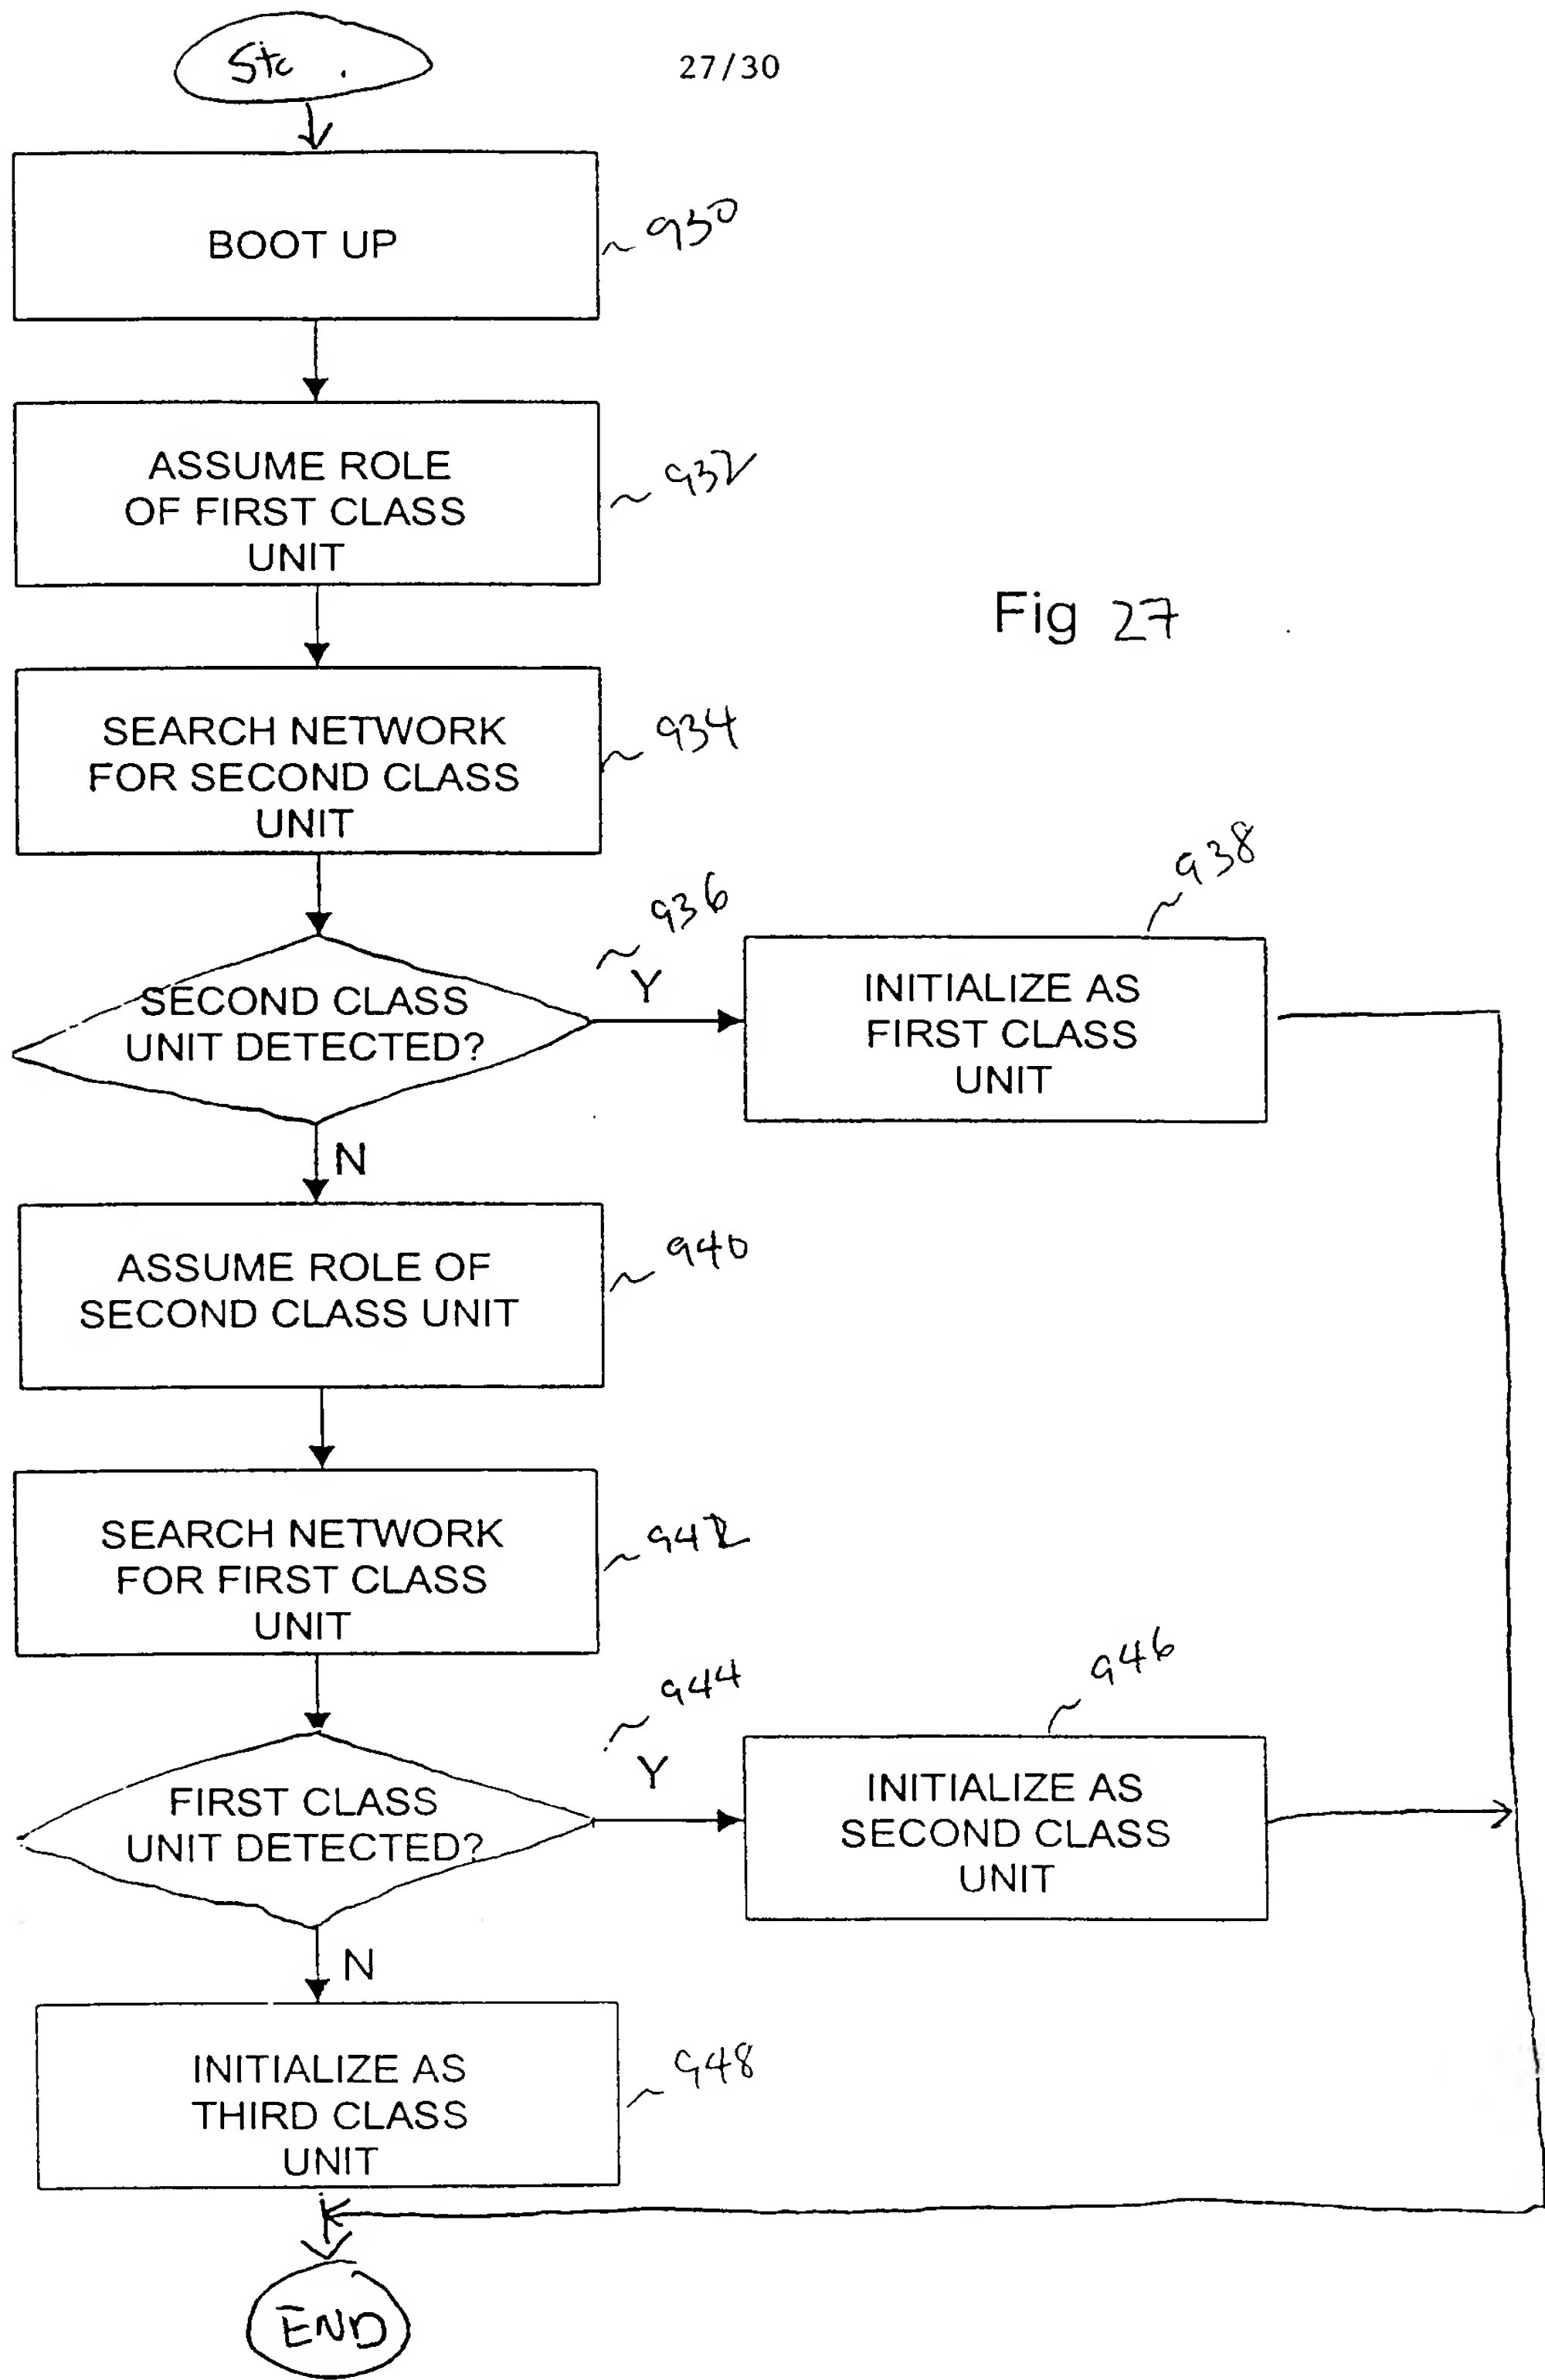 27/30
BOOT UP
930
ASSUME ROLE
OF FIRST CLASS
UNIT
932
Fig 27
SEARCH NETWORK
FOR SECOND CLASS
UNIT
934
SECOND CLASS
UNIT DETECTED?
936
Y
938
INITIALIZE AS
FIRST CLASS
UNIT
N
ASSUME ROLE OF
SECOND CLASS UNIT
940
SEARCH NETWORK
FOR FIRST CLASS
UNIT
942
FIRST CLASS
UNIT DETECTED?
944
Y
946
INITIALIZE AS
SECOND CLASS
UNIT
N
INITIALIZE AS
THIRD CLASS
UNIT
948
END